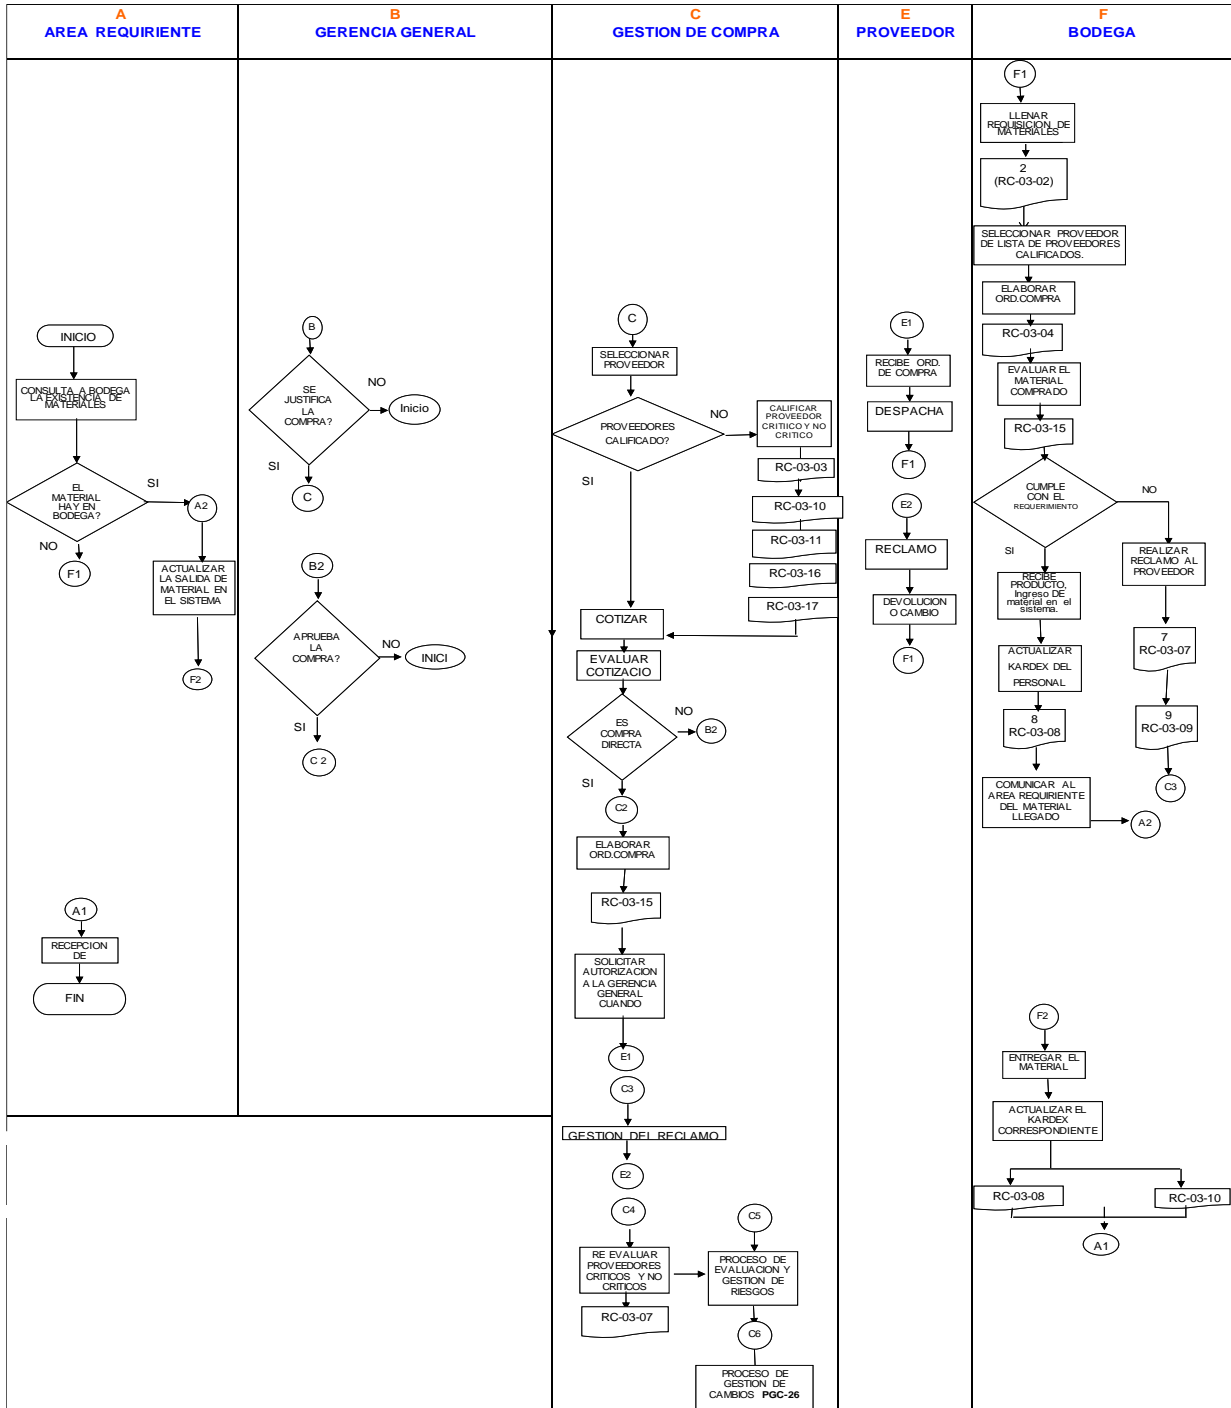 A
AREA REQUIRIENTE
B
GERENCIA GENERAL
C
GESTION DE COMPRA
E
PROVEEDOR
F
BODEGA
INICIO
CONSULTA A BODEGA
LA EXISTENCIA DE
MATERIALES
EL
MATERIAL
HAY EN
BODEGA?
SI
NO
A2
F1
ACTUALIZAR
LA SALIDA DE
MATERIAL EN
EL SISTEMA
F2
A1
RECEPCION
DE
FIN
B
SE
JUSTIFICA
LA
COMPRA?
NO
Inicio
SI
C
B2
APRUEBA
LA
COMPRA?
NO
INICI
SI
C 2
C
SELECCIONAR
PROVEEDOR
PROVEEDORES
CALIFICADO?
NO
SI
CALIFICAR
PROVEEDOR
CRITIICO Y NO
CRITICO
RC-03-03
RC-03-10
RC-03-11
RC-03-16
RC-03-17
COTIZAR
EVALUAR
COTIZACIO
ES
COMPRA
DIRECTA
NO
B2
SI
C2
ELABORAR
ORD.COMPRA
RC-03-15
SOLICITAR
AUTORIZACION
A LA GERENCIA
GENERAL
CUANDO
E1
C3
GESTION DEL RECLAMO
E2
C4
RE EVALUAR
PROVEEDORES
CRITICOS Y NO
CRITICOS
RC-03-07
C5
PROCESO DE
EVALUACION Y
GESTION DE
RIESGOS
C6
PROCESO DE
GESTION DE
CAMBIOS PGC-26
E1
RECIBE ORD.
DE COMPRA
DESPACHA
F1
E2
RECLAMO
DEVOLUCION
O CAMBIO
F1
F1
LLENAR
REQUISICION DE
MATERIALES
2
(RC-03-02)
SELECCIONAR PROVEEDOR
DE LISTA DE PROVEEDORES
CALIFICADOS.
ELABORAR
ORD.COMPRA
RC-03-04
EVALUAR EL
MATERIAL
COMPRADO
RC-03-15
CUMPLE
CON EL
REQUERIMIENTO
NO
SI
RECIBE
PRODUCTO,
Ingreso DE
material en el
sistema.
ACTUALIZAR
KARDEX DEL
PERSONAL
8
RC-03-08
COMUNICAR AL
AREA REQUIRIENTE
DEL MATERIAL
LLEGADO
A2
REALIZAR
RECLAMO AL
PROVEEDOR
7
RC-03-07
9
RC-03-09
C3
F2
ENTREGAR EL
MATERIAL
ACTUALIZAR EL
KARDEX
CORRESPONDIENTE
RC-03-08
RC-03-10
A1